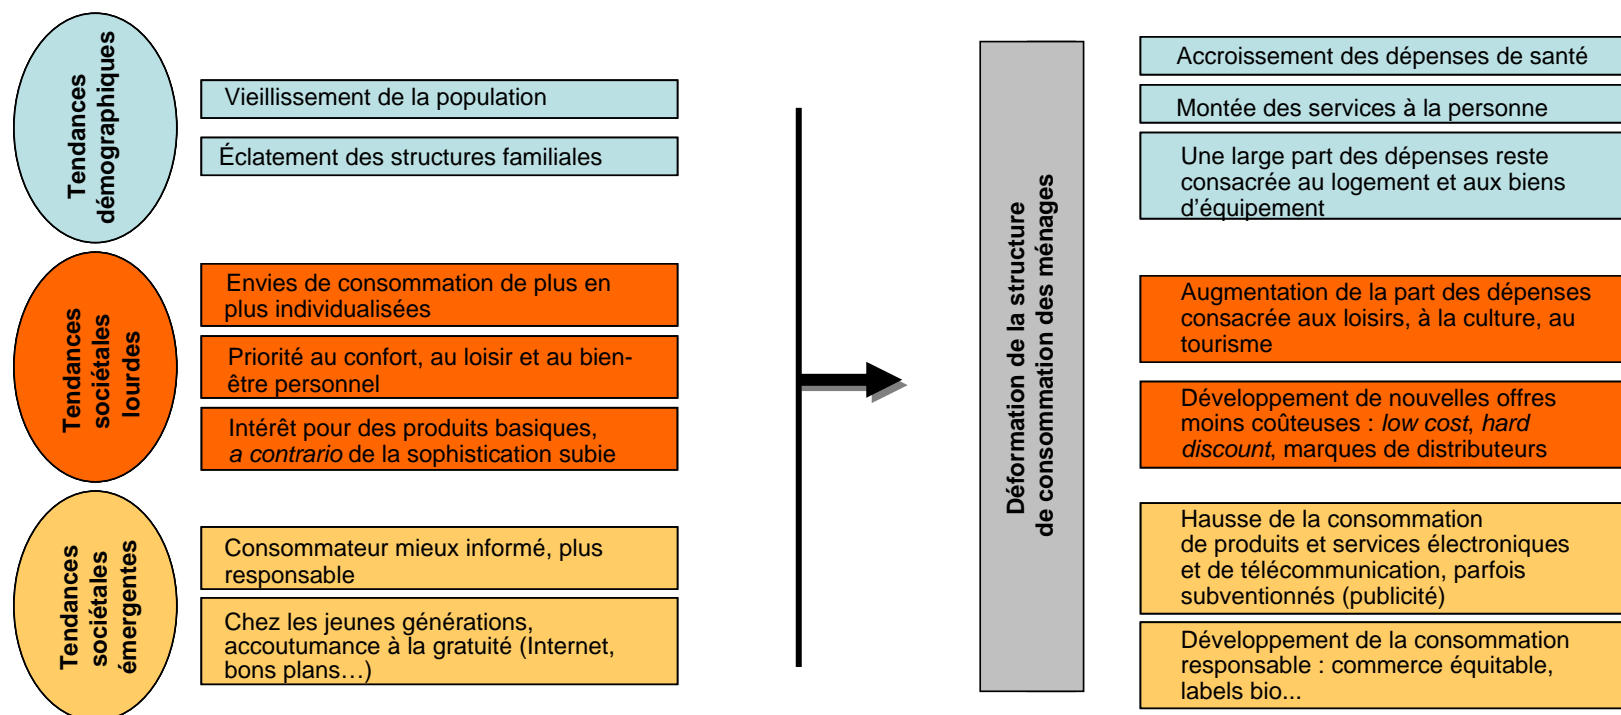 Tendances
démographiques
Vieillissement de la population
Éclatement des structures familiales
Tendances
sociétales
lourdes
Envies de consommation de plus en
plus individualisées
Priorité au confort, au loisir et au bien-
être personnel
Intérêt pour des produits basiques,
a contrario de la sophistication subie
Tendances
sociétales
émergentes
Consommateur mieux informé, plus
responsable
Chez les jeunes générations,
accoutumance à la gratuité (Internet,
bons plans…)
Déformation de la structure
de consommation des ménages
Accroissement des dépenses de santé
Montée des services à la personne
Une large part des dépenses reste
consacrée au logement et aux biens
d’équipement
Augmentation de la part des dépenses
consacrée aux loisirs, à la culture, au
tourisme
Développement de nouvelles offres
moins coûteuses : low cost, hard
discount, marques de distributeurs
Hausse de la consommation
de produits et services électroniques
et de télécommunication, parfois
subventionnés (publicité)
Développement de la consommation
responsable : commerce équitable,
labels bio...